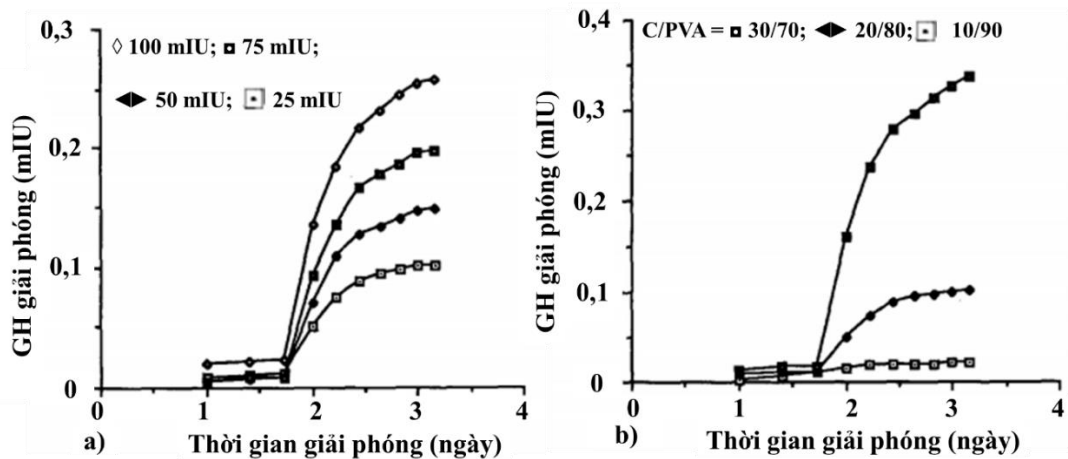 0,3
◇ 100 mIU; 75 mIU;
50 mIU; 25 mIU
0,2
0,1
0
GH giải phóng (mIU)
0 1 2 3 4
a) Thời gian giải phóng (ngày)
0,4
C/PVA = 30/70; 20/80; 10/90
0,3
0,2
0,1
0
GH giải phóng (mIU)
0 1 2 3 4
b) Thời gian giải phóng (ngày)